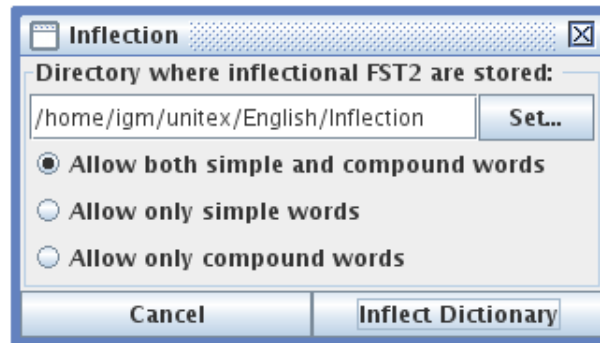 Inflection
Directory where inflectional FST2 are stored:
/home/igm/unitex/English/Inflection Set...
Allow both simple and compound words
Allow only simple words
Allow only compound words
Cancel Inflect Dictionary